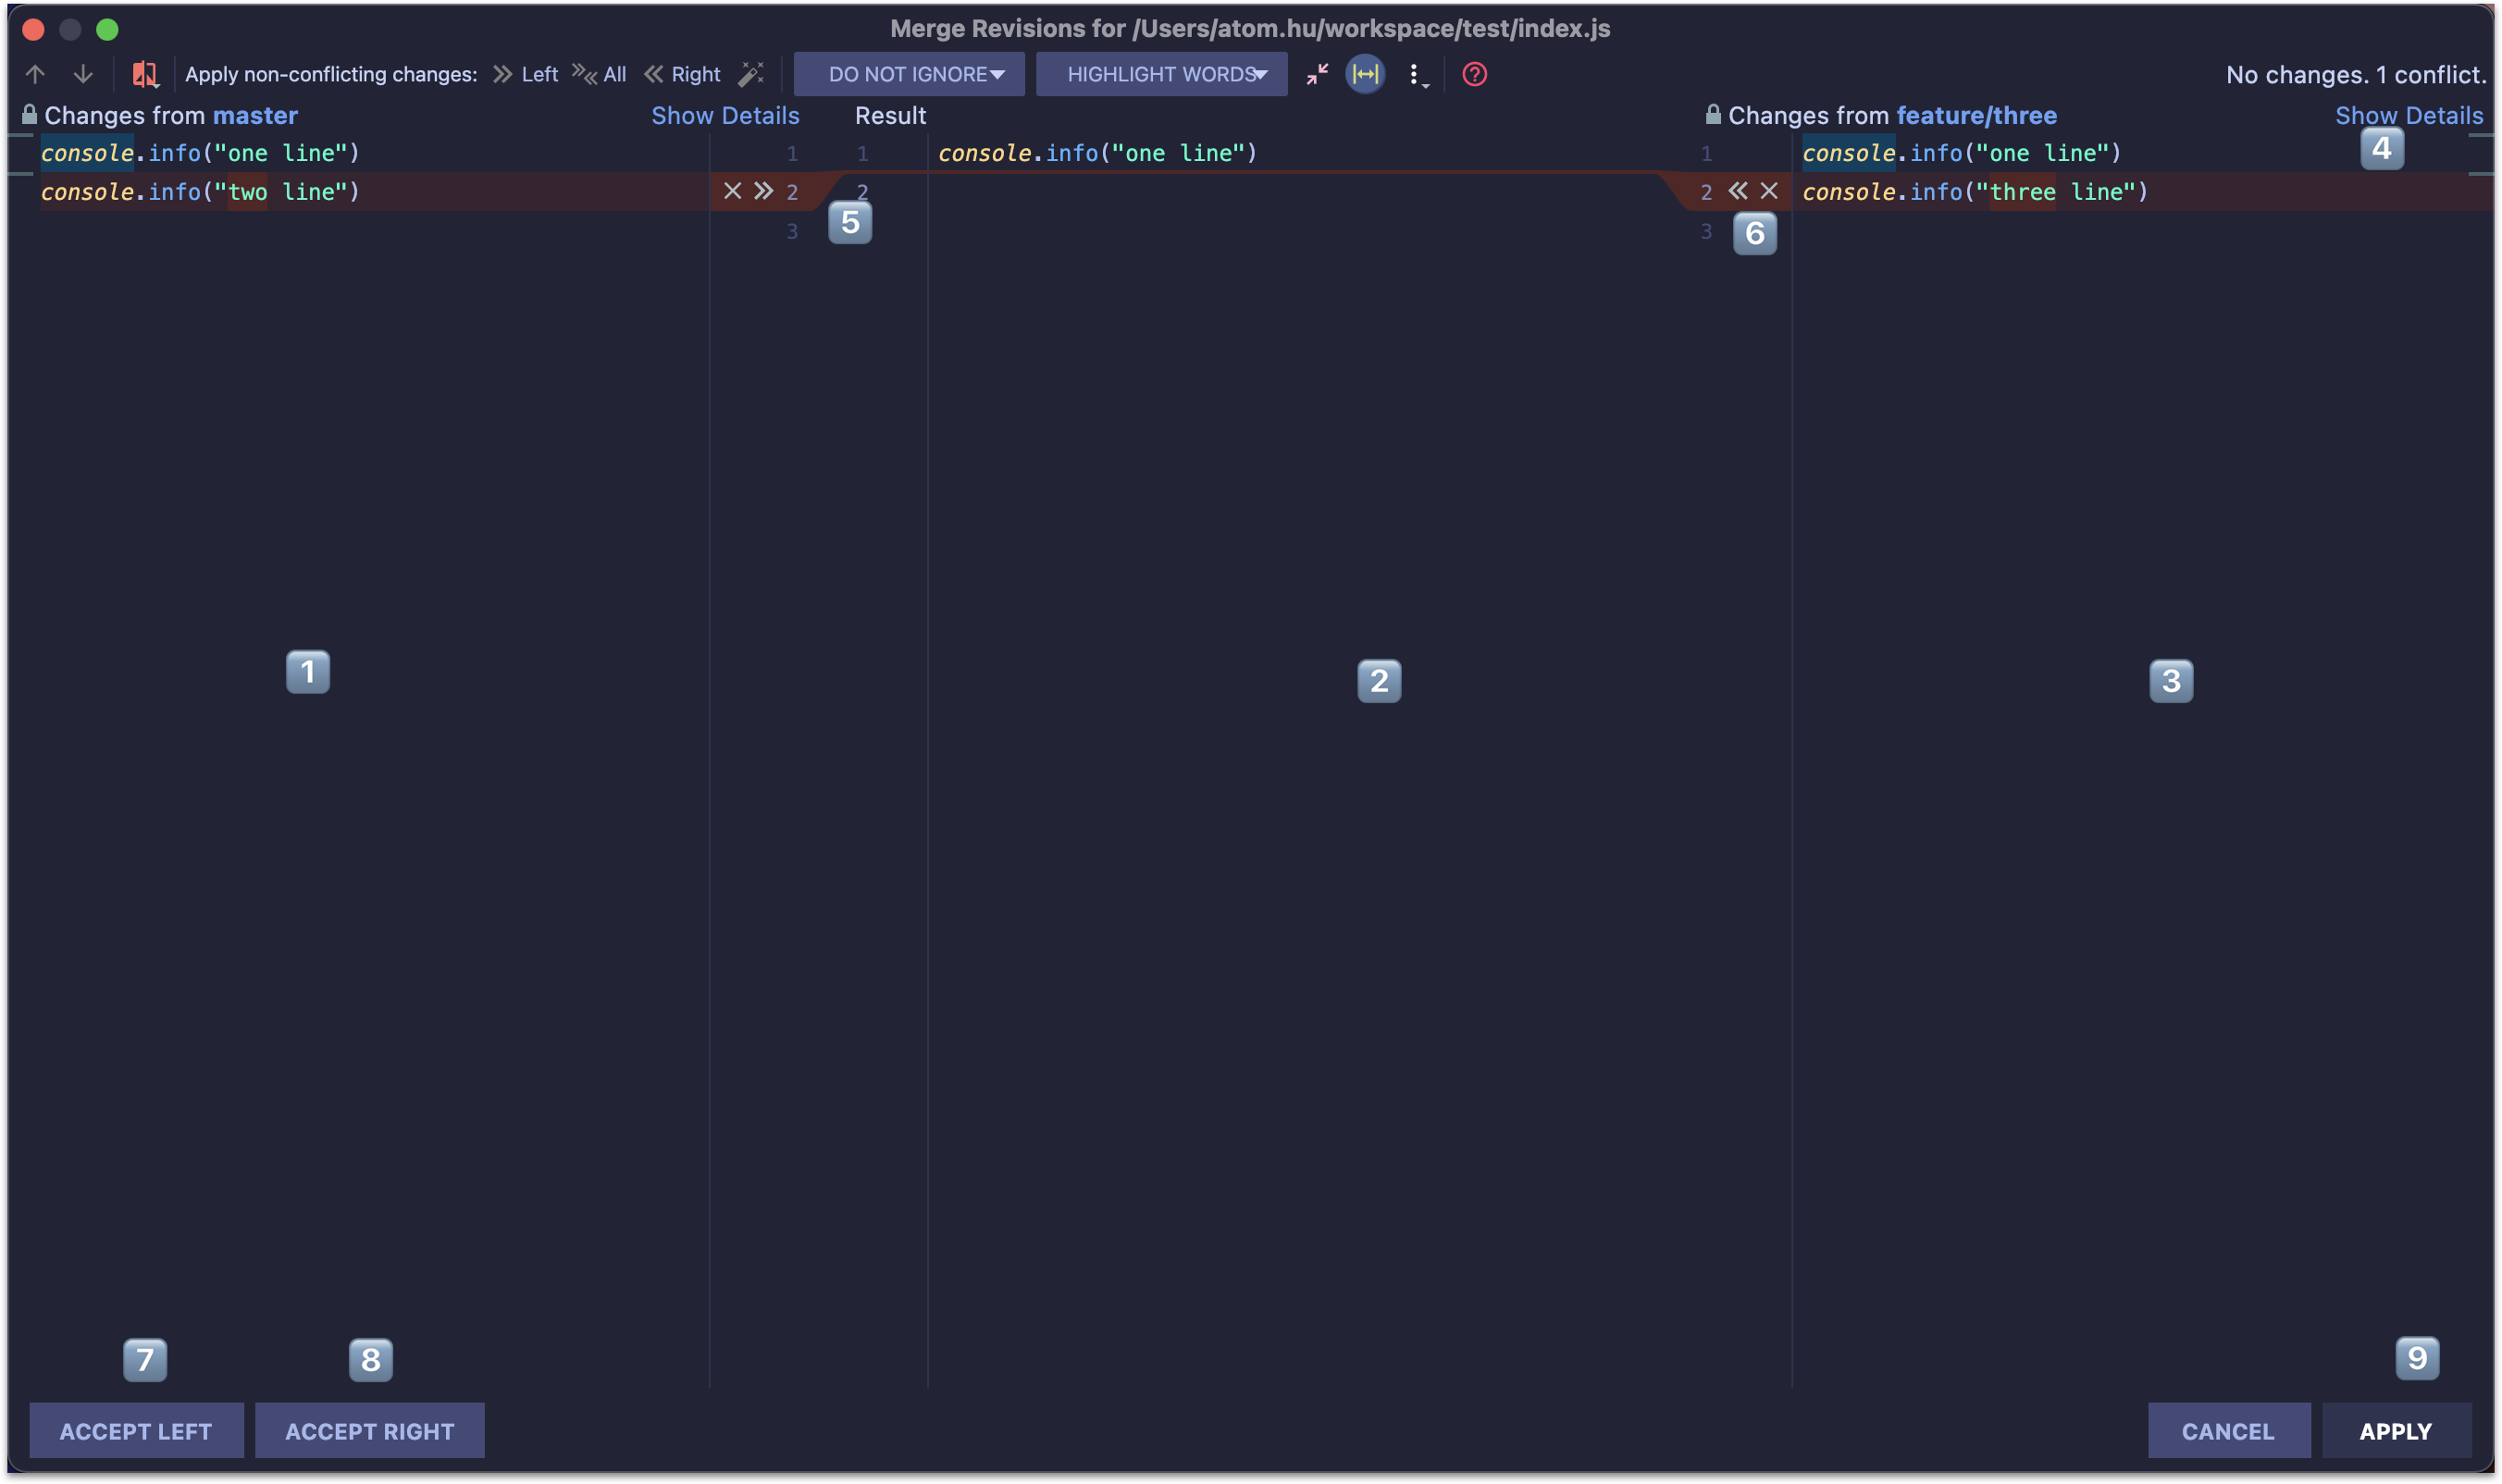 Merge Revisions for /Users/atom.hu/workspace/test/index.js
Apply non-conflicting changes: Left All Right DO NOT IGNORE HIGHLIGHT WORDS ? No changes. 1 conflict.
Changes from master Show Details Result Changes from feature/three Show Details
console.info("one line") 1 1 console.info("one line") 1 console.info("one line") 4
console.info("two line") 2 2 2 console.info("three line")
3 5 3 6
1 2 3
7 8 9
ACCEPT LEFT ACCEPT RIGHT CANCEL APPLY